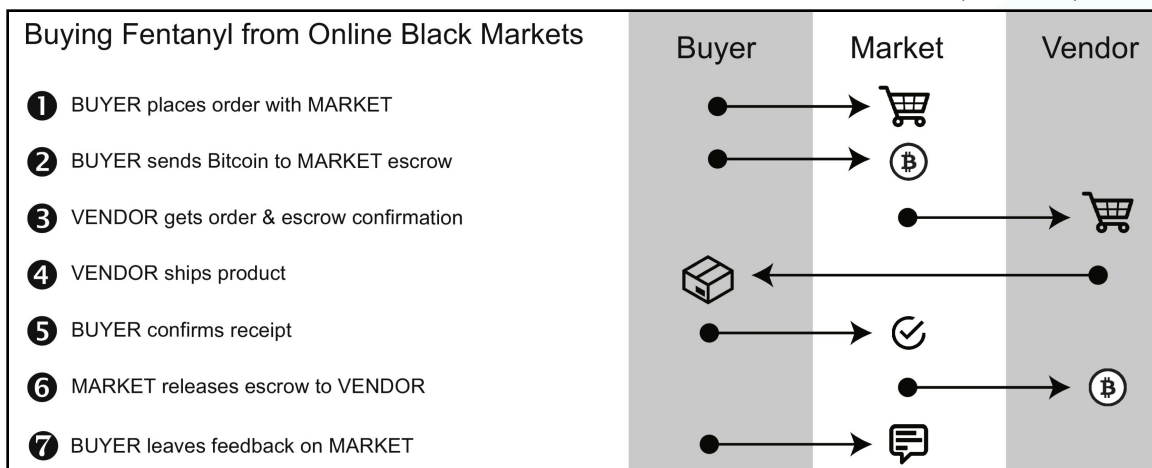 Buying Fentanyl from Online Black Markets
Buyer
Market
Vendor
1 BUYER places order with MARKET
2 BUYER sends Bitcoin to MARKET escrow
3 VENDOR gets order & escrow confirmation
4 VENDOR ships product
5 BUYER confirms receipt
6 MARKET releases escrow to VENDOR
7 BUYER leaves feedback on MARKET